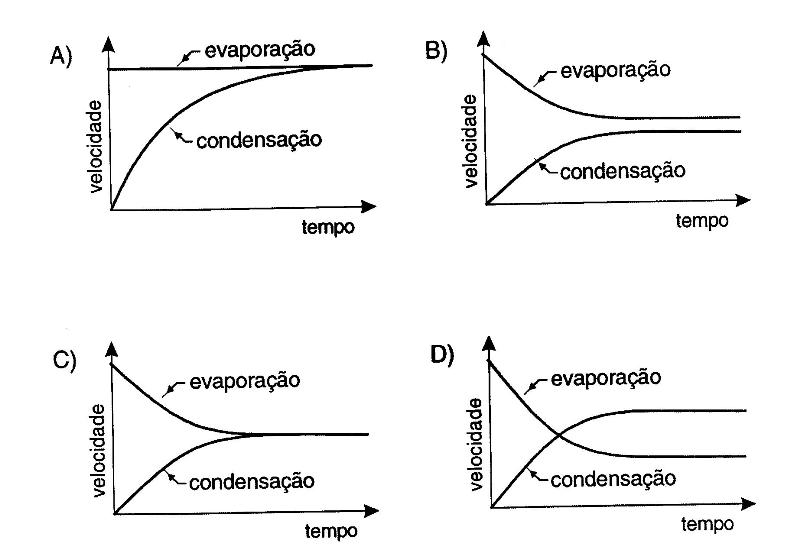 A)
evaporação
velocidade
condensação
tempo
B)
evaporação
velocidade
condensação
tempo
C)
evaporação
velocidade
condensação
tempo
D)
evaporação
velocidade
condensação
tempo